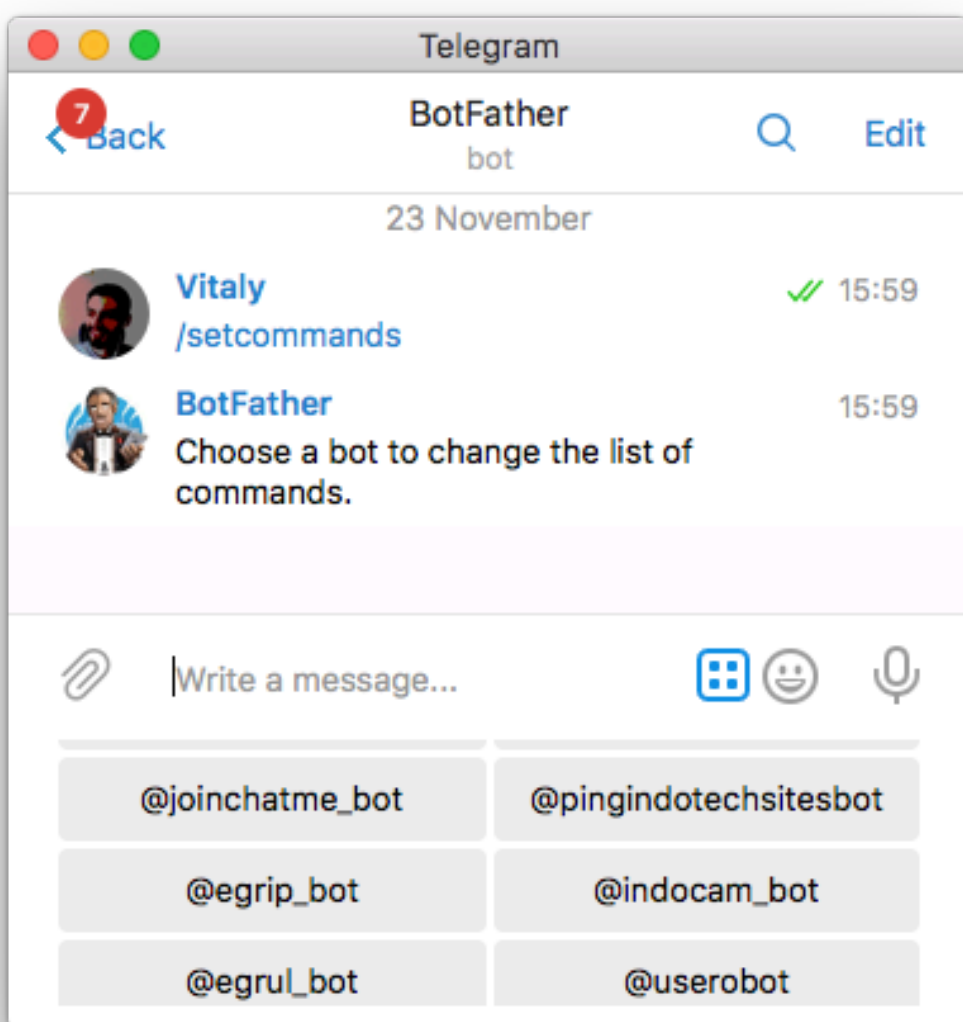 Telegram
7
Back
BotFather
bot
Edit
23 November
Vitaly
15:59
/setcommands
BotFather
15:59
Choose a bot to change the list of
commands.
Write a message...
@joinchatme_bot
@pingindotechsitesbot
@egrip_bot
@indocam_bot
@egrul_bot
@userobot